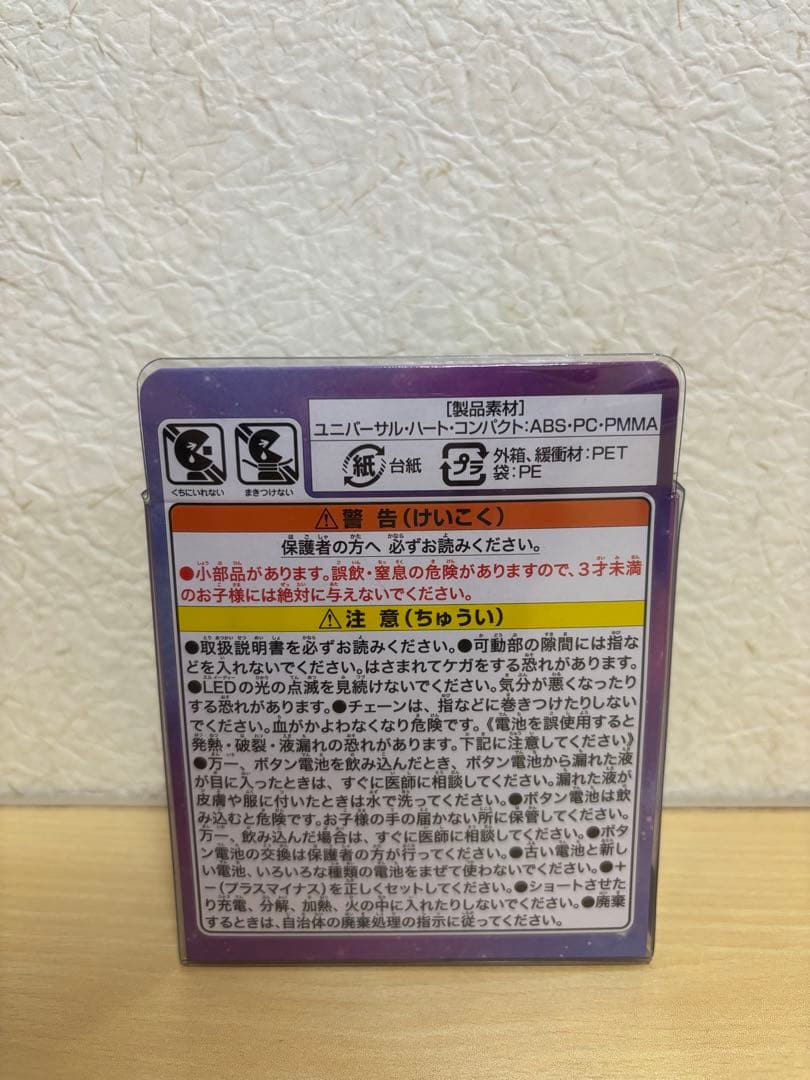 [製品素材]
ユニバーサル・ハート・コンパクト:ABS・PC・PMMA
紙 台紙
プラ 外箱、緩衝材:PET
袋:PE
くちにいれない
まきつけない
⚠警 告(けいこく)
保護者の方へ 必ずお読みください。
●小部品があります。誤飲・窒息の危険がありますので、3才未満
のお子様には絶対に与えないでください。
⚠注 意(ちゅうい)
●取扱説明書を必ずお読みください。●可動部の隙間には指な
どを入れないでください。はさまれてケガをする恐れがあります。
●LEDの光の点滅を見続けないでください。気分が悪くなったり
する恐れがあります。●チェーンは、指などに巻きつけたりしない
でください。血がかよわなくなり危険です。《電池を誤使用すると
発熱・破裂・液漏れの恐れがあります。下記に注意してください》
●万一、ボタン電池を飲み込んだとき、ボタン電池から漏れた液
が目に入ったときは、すぐに医師に相談してください。漏れた液が
皮膚や服に付いたときは水で洗ってください。●ボタン電池は飲
み込むと危険です。お子様の手の届かない所に保管してください。
万一、飲み込んだ場合は、すぐに医師に相談してください。●ボタ
ン電池の交換は保護者の方が行ってください。●古い電池と新し
い電池、いろいろな種類の電池をまぜて使わないでください。●+
-(プラスマイナス)を正しくセットしてください。●ショートさせた
り充電、分解、加熱、火の中に入れたりしないでください。●廃棄
するときは、自治体の廃棄処理の指示に従ってください。